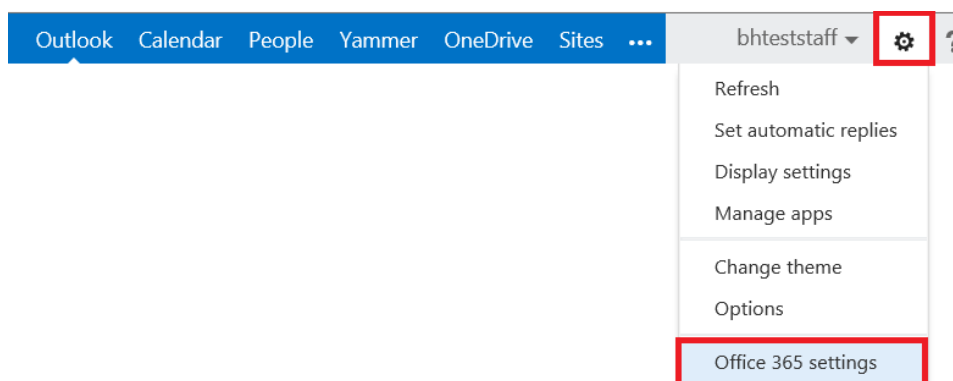 Outlook Calendar People Yammer OneDrive Sites ••• bhteststaff ?
Refresh
Set automatic replies
Display settings
Manage apps
Change theme
Options
Office 365 settings